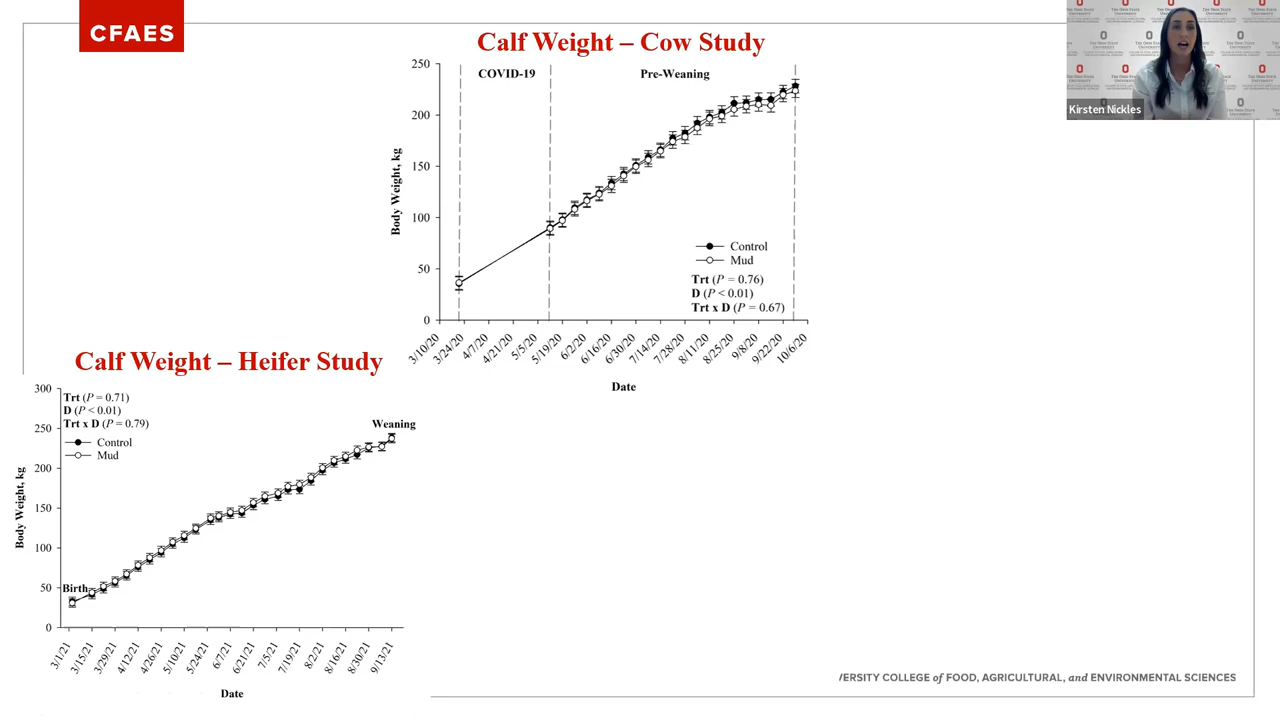 CFAES
Calf Weight – Cow Study
COVID-19
Pre-Weaning
250
200
150
100
50
0
Body Weight, kg
Control
Mud
Trt (P = 0.76)
D (P < 0.01)
Trt x D (P = 0.67)
3/10/20
3/24/20
4/7/20
4/21/20
5/5/20
5/19/20
6/2/20
6/16/20
6/30/20
7/14/20
7/28/20
8/11/20
8/25/20
9/8/20
9/22/20
10/6/20
Date
Kirsten Nickles
Calf Weight – Heifer Study
300
250
200
150
100
50
0
Body Weight, kg
Trt (P = 0.71)
D (P < 0.01)
Trt x D (P = 0.79)
Control
Mud
Weaning
Birth
3/1/21
3/15/21
3/29/21
4/12/21
4/26/21
5/10/21
5/24/21
6/7/21
6/21/21
7/5/21
7/19/21
8/2/21
8/16/21
8/30/21
9/13/21
Date
VERSITY COLLEGE of FOOD, AGRICULTURAL, and ENVIRONMENTAL SCIENCES